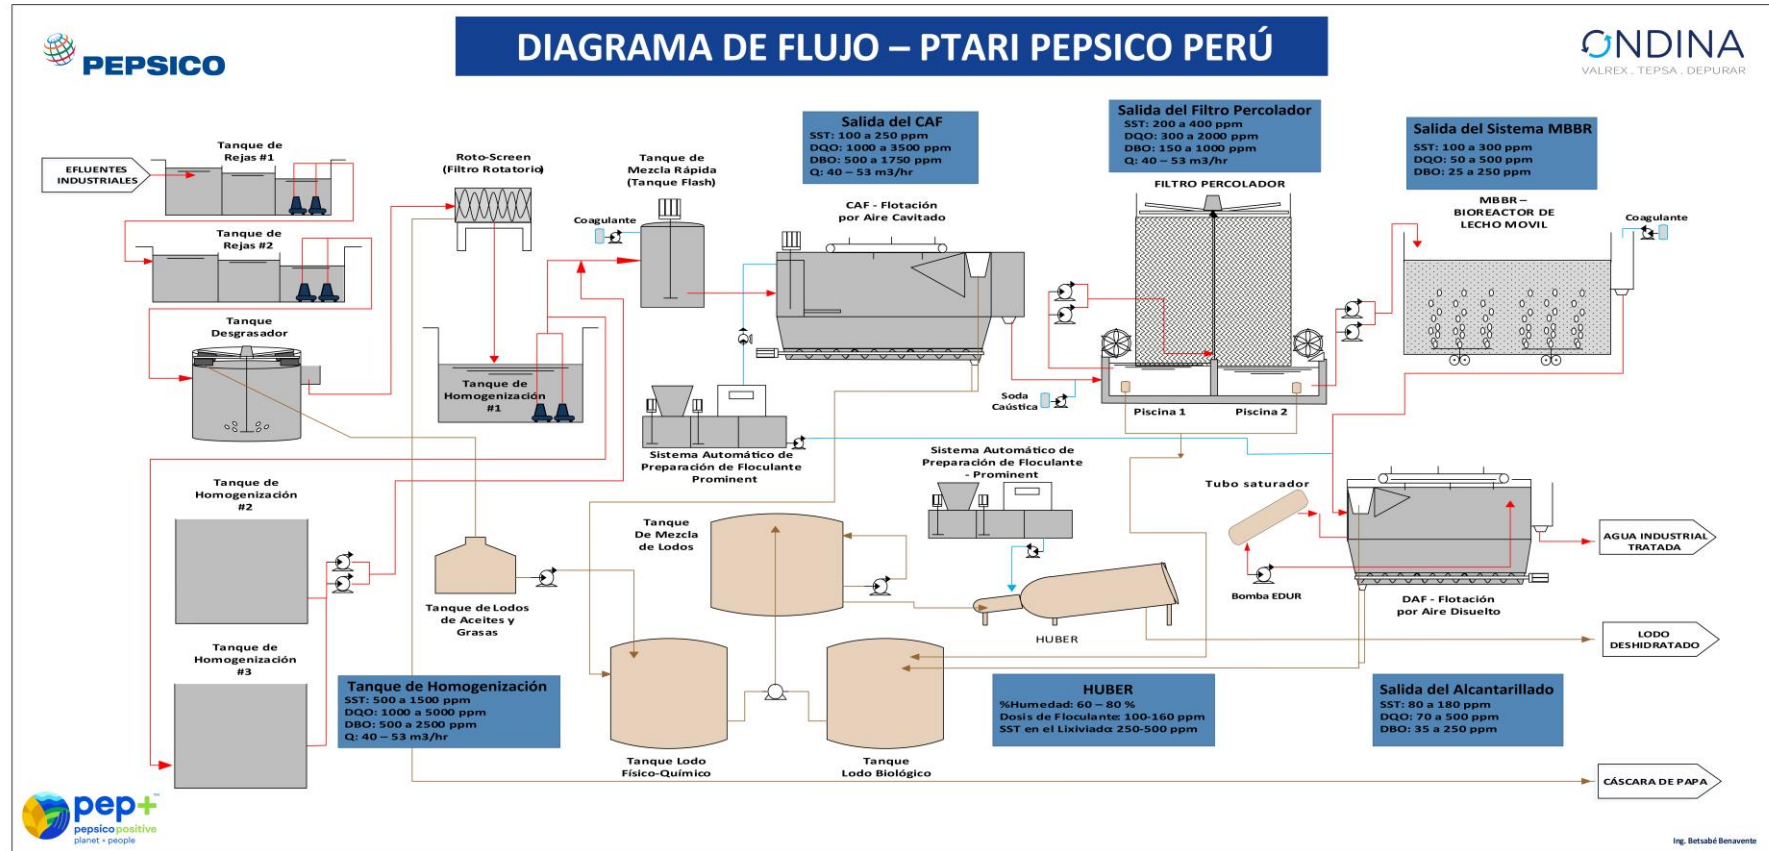 PEPSICO
DIAGRAMA DE FLUJO – PTARI PEPSICO PERÚ
ONDINA
VALREX . TEPSA . DEPURAR
EFLUENTES
INDUSTRIALES
Tanque de
Rejas #1
Tanque de
Rejas #2
Tanque
Desgrasador
Roto-Screen
(Filtro Rotatorio)
Tanque de
Homogenización
#1
Coagulante
Tanque de
Mezcla Rápida
(Tanque Flash)
Salida del CAF
SST: 100 a 250 ppm
DQO: 1000 a 3500 ppm
DBO: 500 a 1750 ppm
Q: 40 – 53 m3/hr
CAF - Flotación
por Aire Cavitado
Salida del Filtro Percolador
SST: 200 a 400 ppm
DQO: 300 a 2000 ppm
DBO: 150 a 1000 ppm
Q: 40 – 53 m3/hr
FILTRO PERCOLADOR
Soda
Caústica
Piscina 1
Piscina 2
Salida del Sistema MBBR
SST: 100 a 300 ppm
DQO: 50 a 500 ppm
DBO: 25 a 250 ppm
MBBR –
BIOREACTOR DE
LECHO MOVIL
Coagulante
Sistema Automático de
Preparación de Floculante
Prominent
Sistema Automático de
Preparación de Floculante
- Prominent
Tanque de
Homogenización
#2
Tanque de
Homogenización
#3
Tanque de Lodos
de Aceites y
Grasas
Tanque
De Mezcla
de Lodos
HUBER
Tubo saturador
Bomba EDUR
DAF - Flotación
por Aire Disuelto
AGUA INDUSTRIAL
TRATADA
LODO
DESHIDRATADO
Tanque de Homogenización
SST: 500 a 1500 ppm
DQO: 1000 a 5000 ppm
DBO: 500 a 2500 ppm
Q: 40 – 53 m3/hr
Tanque Lodo
Físico-Químico
Tanque
Lodo Biológico
HUBER
%Humedad: 60 – 80 %
Dosis de Floculante: 100-160 ppm
SST en el Lixiviado: 250-500 ppm
Salida del Alcantarillado
SST: 80 a 180 ppm
DQO: 70 a 500 ppm
DBO: 35 a 250 ppm
CÁSCARA DE PAPA
pep+™
pepsico positive
planet + people
Ing. Betsabé Benavente